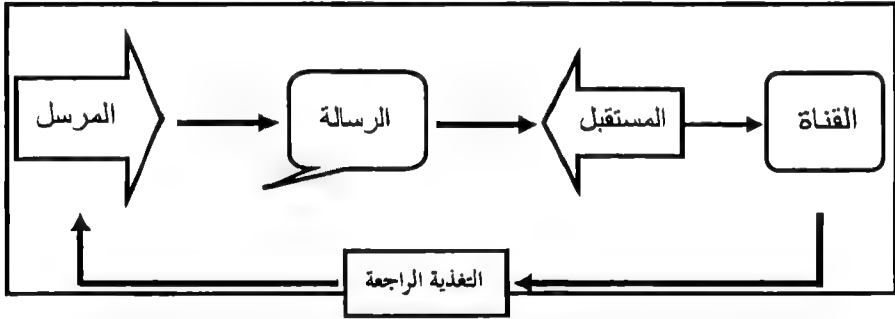 المرسل
الرسالة
المستقبل
القناة
التغذية الراجعة